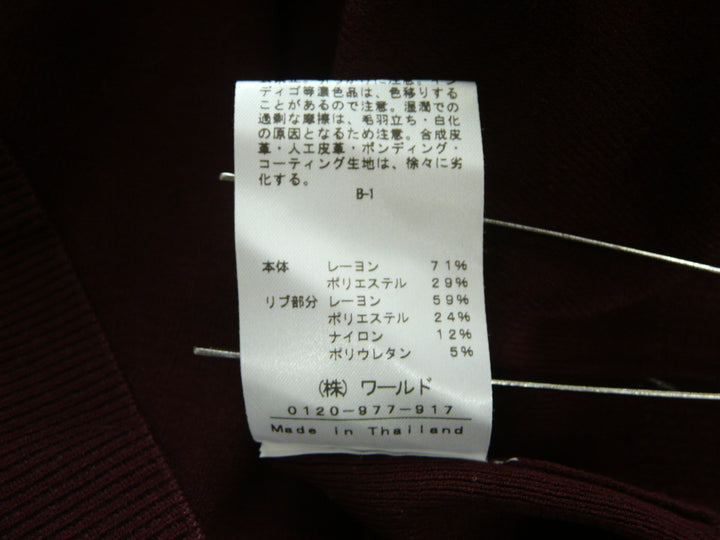 ディゴ等濃色品は、色移りする
ことがあるので注意。湿潤での
過剰な摩擦は、毛羽立ち・白化
の原因となるため注意。合成皮
革・人工皮革・ボンディング・
コーティング生地は、徐々に劣
化する。
B-1
本体 レーヨン 71%
ポリエステル 29%
リブ部分 レーヨン 59%
ポリエステル 24%
ナイロン 12%
ポリウレタン 5%
(株) ワールド
0120-977-917
Made in Thailand